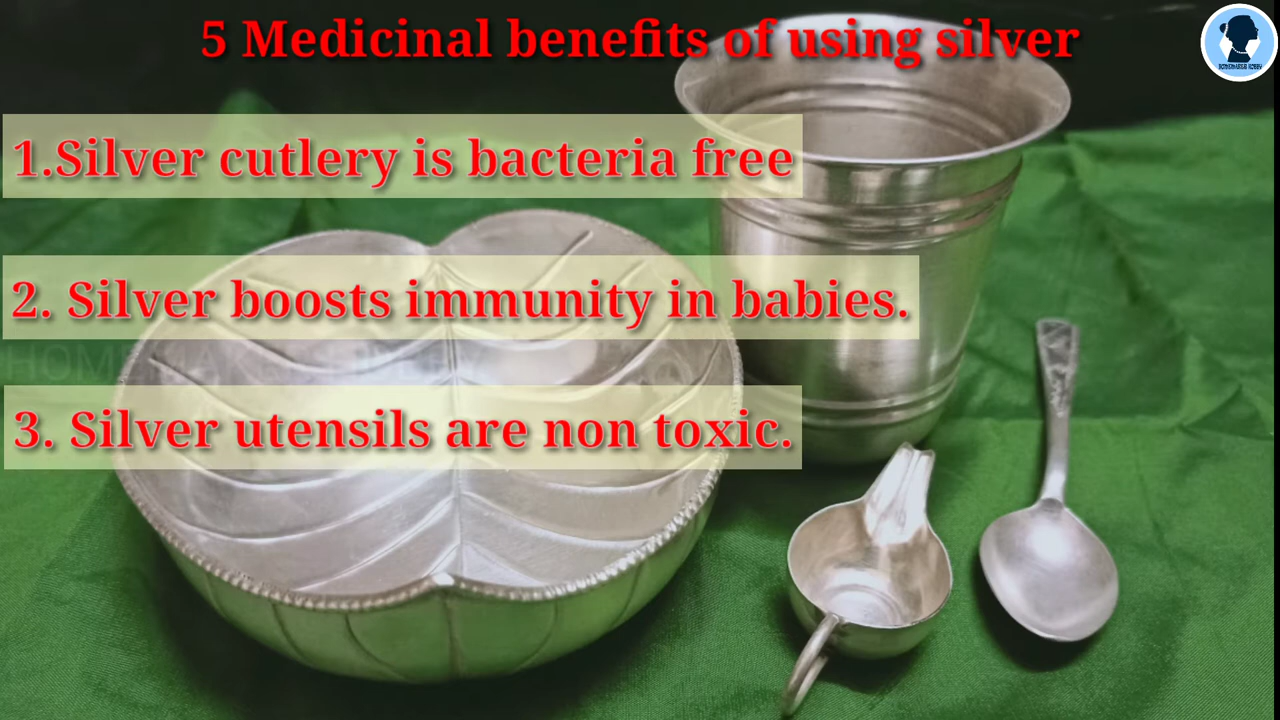 5 Medicinal benefits of using silver
1.Silver cutlery is bacteria free
2. Silver boosts immunity in babies.
3. Silver utensils are non toxic.